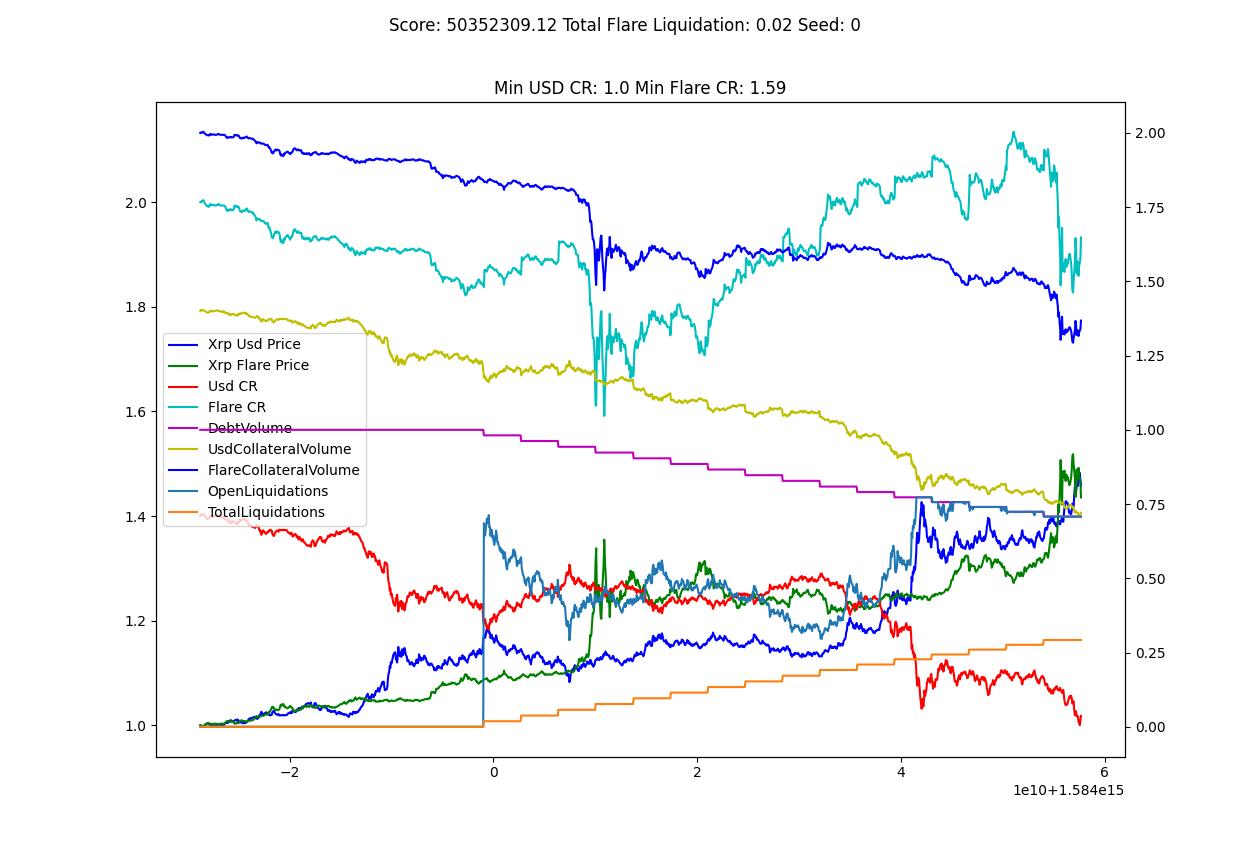 Score: 50352309.12 Total Flare Liquidation: 0.02 Seed: 0
Min USD CR: 1.0 Min Flare CR: 1.59
2.0
1.8
1.6
1.4
1.2
1.0
Xrp Usd Price
Xrp Flare Price
Usd CR
Flare CR
DebtVolume
UsdCollateralVolume
FlareCollateralVolume
OpenLiquidations
TotalLiquidations
2.00
1.75
1.50
1.25
1.00
0.75
0.50
0.25
0.00
−2 0 2 4 6
1e10+1.584e15